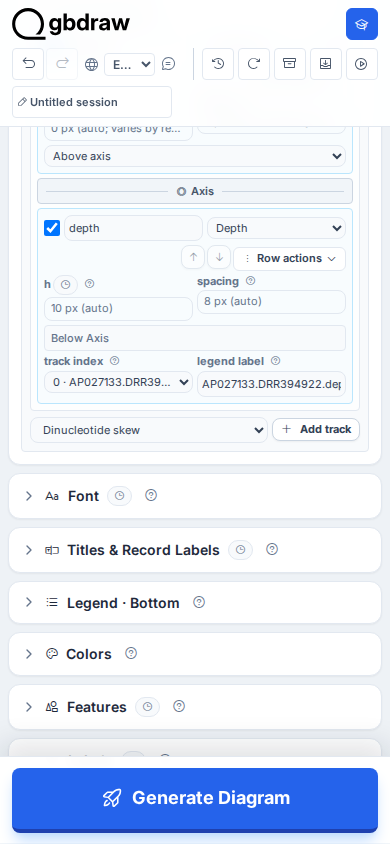 gbdraw
E...
Untitled session
0 px (auto; varies by re...
Above axis
Axis
depth
Depth
Row actions
h
spacing
10 px (auto)
8 px (auto)
Below Axis
track index
legend label
0 · AP027133.DRR39...
AP027133.DRR394922.dep
Dinucleotide skew
Add track
Aa Font
Titles & Record Labels
Legend · Bottom
Colors
Features
Generate Diagram